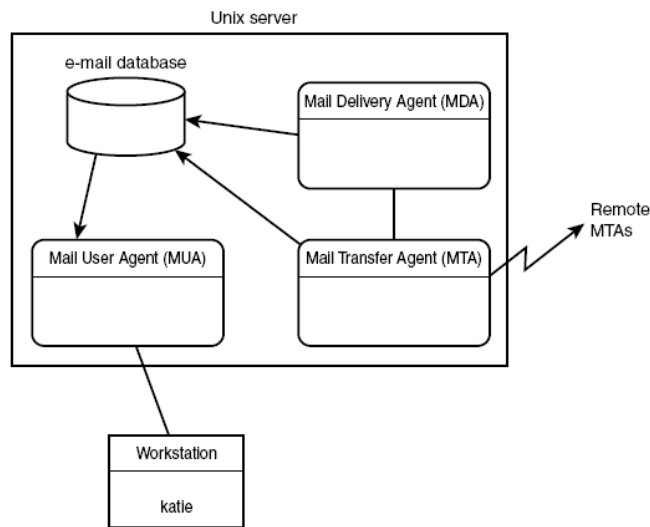 Unix server
e-mail database
Mail Delivery Agent (MDA)
Remote
MTAs
Mail User Agent (MUA)
Mail Transfer Agent (MTA)
Workstation
katie